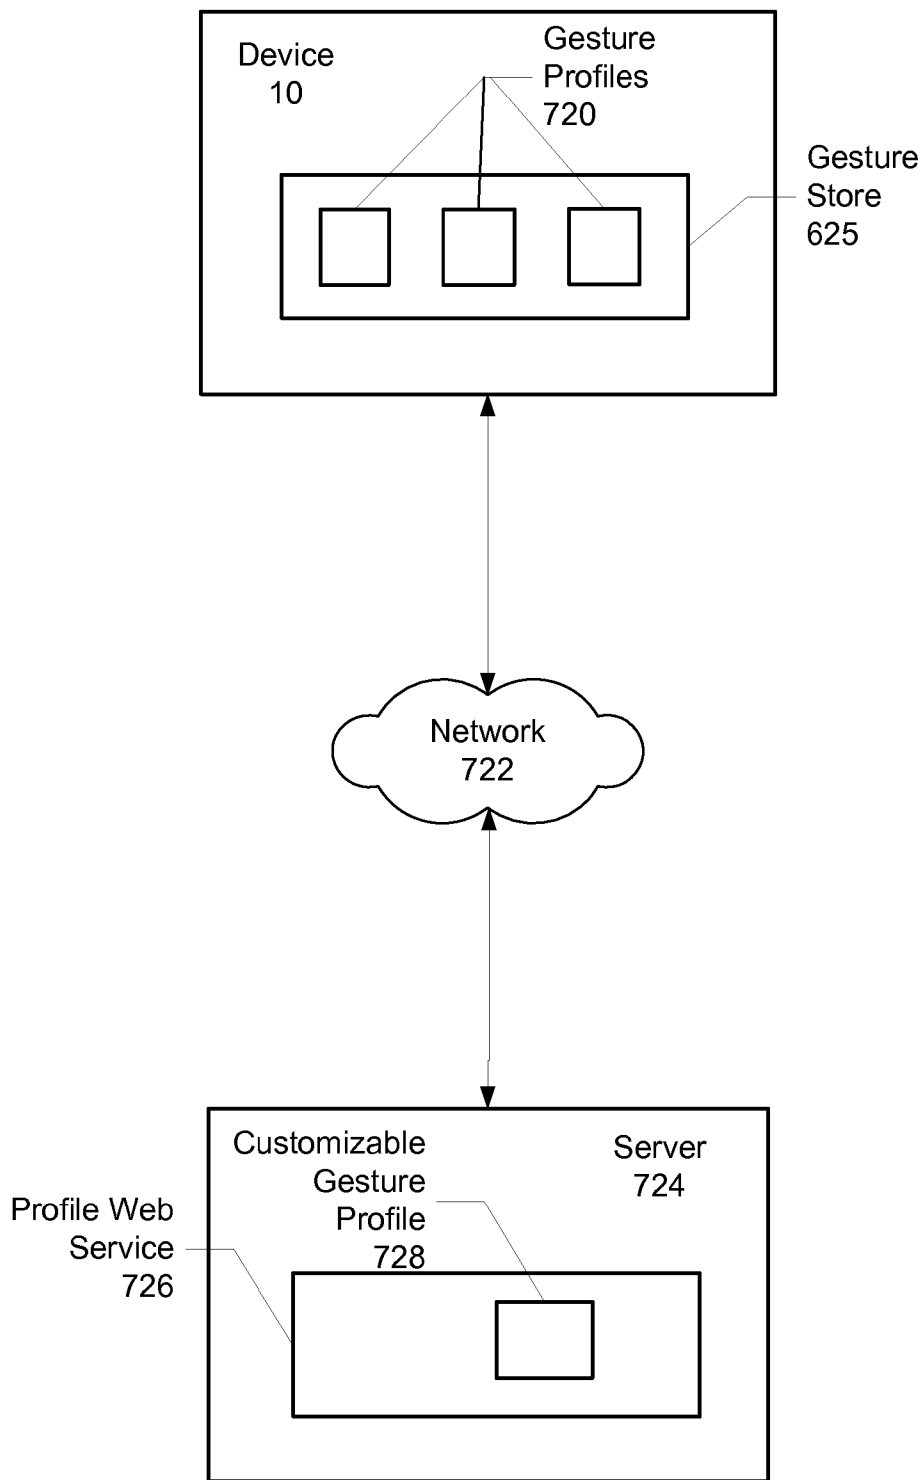 Device
10
Gesture
Profiles
720
Gesture
Store
625
Network
722
Customizable
Gesture
Profile
728
Server
724
Profile Web
Service
726